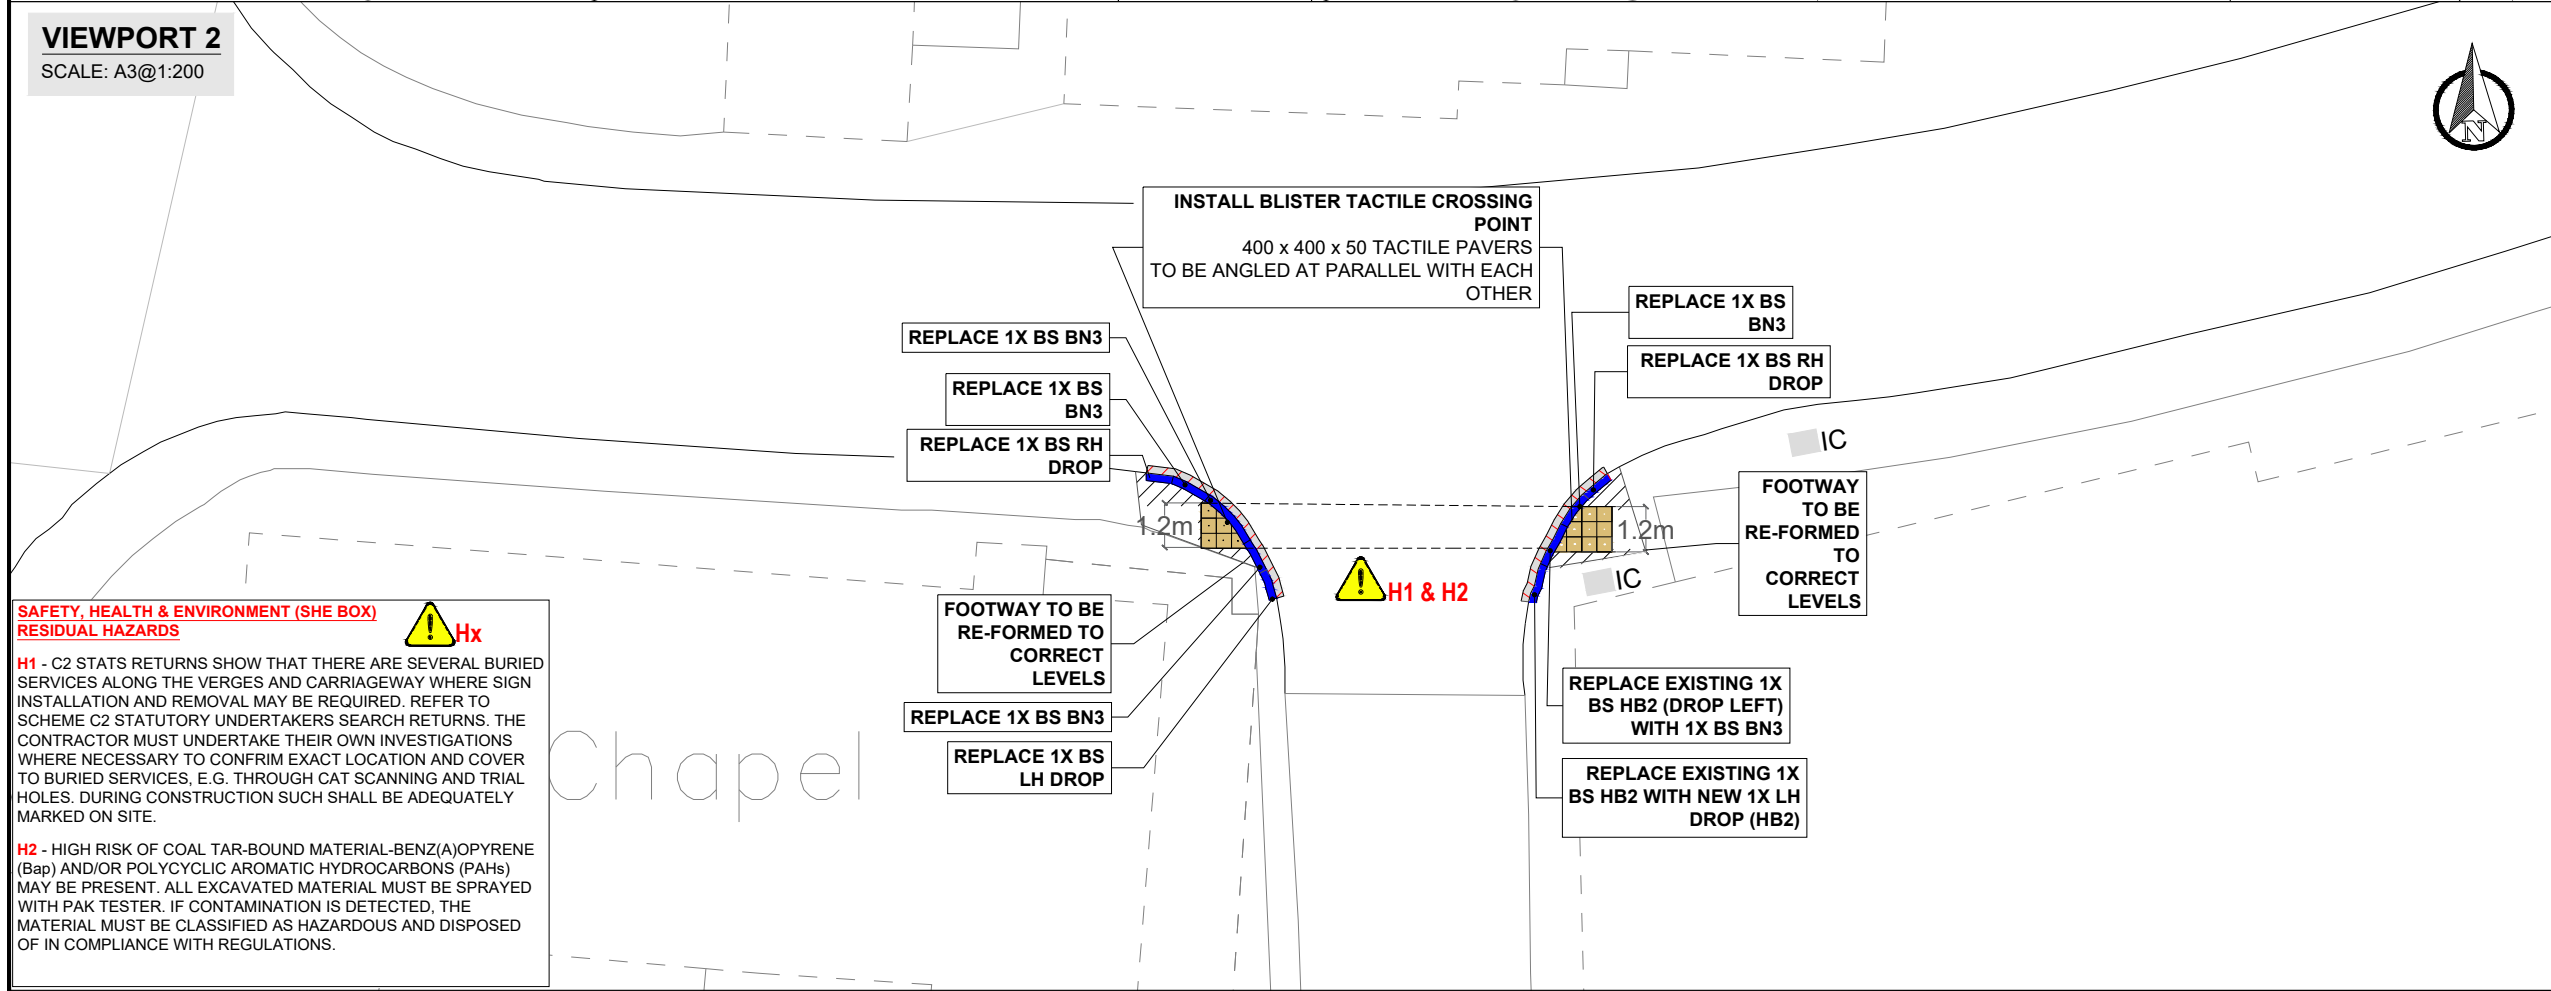 VIEWPORT 2
SCALE: A3@1:200
N
INSTALL BLISTER TACTILE CROSSING
POINT
400 x 400 x 50 TACTILE PAVERS
TO BE ANGLED AT PARALLEL WITH EACH
OTHER
REPLACE 1X BS BN3
REPLACE 1X BS
BN3
REPLACE 1X BS RH
DROP
REPLACE 1X BS
BN3
REPLACE 1X BS RH
DROP
IC
1.2m
1.2m
FOOTWAY
TO BE
RE-FORMED
TO
CORRECT
LEVELS
IC
H1 & H2
FOOTWAY TO BE
RE-FORMED TO
CORRECT
LEVELS
REPLACE 1X BS BN3
REPLACE 1X BS
LH DROP
REPLACE EXISTING 1X
BS HB2 (DROP LEFT)
WITH 1X BS BN3
REPLACE EXISTING 1X
BS HB2 WITH NEW 1X LH
DROP (HB2)
Chapel
SAFETY, HEALTH & ENVIRONMENT (SHE BOX)
RESIDUAL HAZARDS
Hx
H1 - C2 STATS RETURNS SHOW THAT THERE ARE SEVERAL BURIED
SERVICES ALONG THE VERGES AND CARRIAGEWAY WHERE SIGN
INSTALLATION AND REMOVAL MAY BE REQUIRED. REFER TO
SCHEME C2 STATUTORY UNDERTAKERS SEARCH RETURNS. THE
CONTRACTOR MUST UNDERTAKE THEIR OWN INVESTIGATIONS
WHERE NECESSARY TO CONFRIM EXACT LOCATION AND COVER
TO BURIED SERVICES, E.G. THROUGH CAT SCANNING AND TRIAL
HOLES. DURING CONSTRUCTION SUCH SHALL BE ADEQUATELY
MARKED ON SITE.
H2 - HIGH RISK OF COAL TAR-BOUND MATERIAL-BENZ(A)OPYRENE
(Bap) AND/OR POLYCYCLIC AROMATIC HYDROCARBONS (PAHs)
MAY BE PRESENT. ALL EXCAVATED MATERIAL MUST BE SPRAYED
WITH PAK TESTER. IF CONTAMINATION IS DETECTED, THE
MATERIAL MUST BE CLASSIFIED AS HAZARDOUS AND DISPOSED
OF IN COMPLIANCE WITH REGULATIONS.